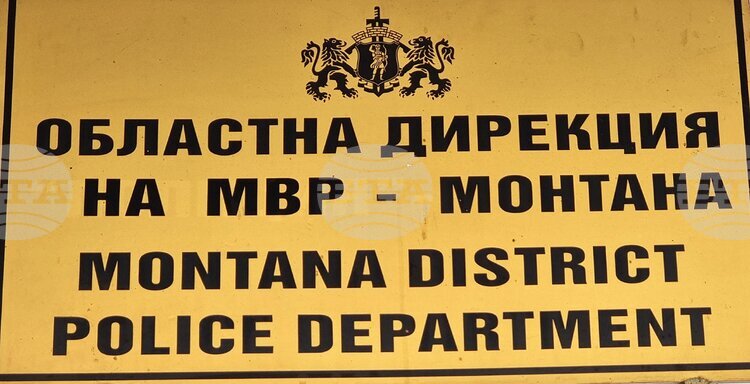 ОБЛАСТНА ДИРЕКЦИЯ
НА МВР - МОНТАНА
MONTANA DISTRICT
POLICE DEPARTMENT